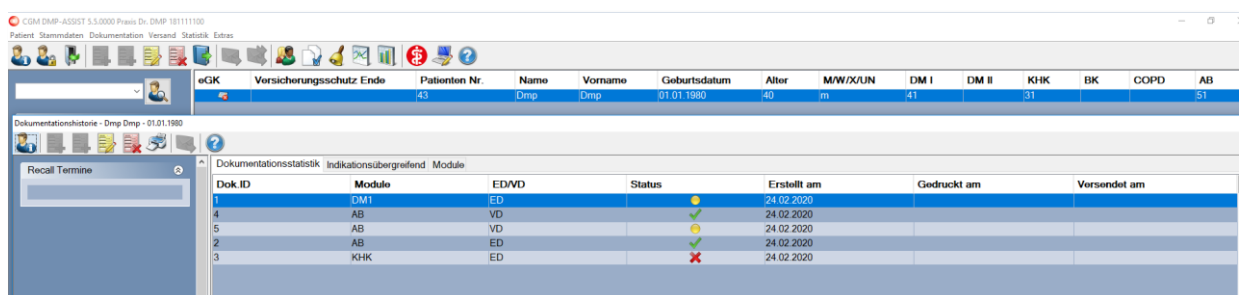 CGM DMP-ASSIST 5.5.0000 Praxis Dr. DMP 181111100
Patient Stammdaten Dokumentation Versand Statistik Extras
eGK Versicherungsschutz Ende Patienten Nr. Name Vorname Geburtsdatum Alter M/W/X/UN DM I DM II KHK BK COPD AB
43 Dmp Dmp 01.01.1980 40 m 41 31 51
Dokumentationshistorie - Dmp Dmp - 01.01.1980
Recall Termine
Dokumentationsstatistik Indikationsübergreifend Module
Dok.ID Module ED/VD Status Erstellt am Gedruckt am Versendet am
1 DM1 ED 24.02.2020
4 AB VD 24.02.2020
5 AB VD 24.02.2020
2 AB ED 24.02.2020
3 KHK ED 24.02.2020